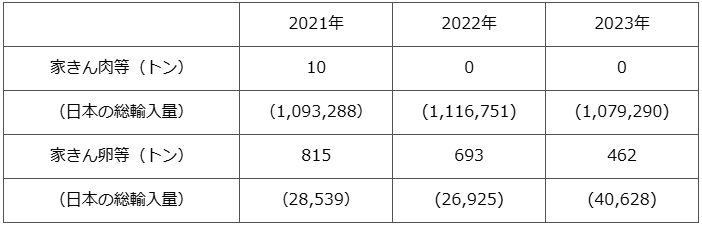 2021年 2022年 2023年
家きん肉等（トン） 10 0 0
（日本の総輸入量） （1,093,288） (1,116,751) (1,079,290)
家きん卵等（トン） 815 693 462
（日本の総輸入量） （28,539） (26,925) (40,628)